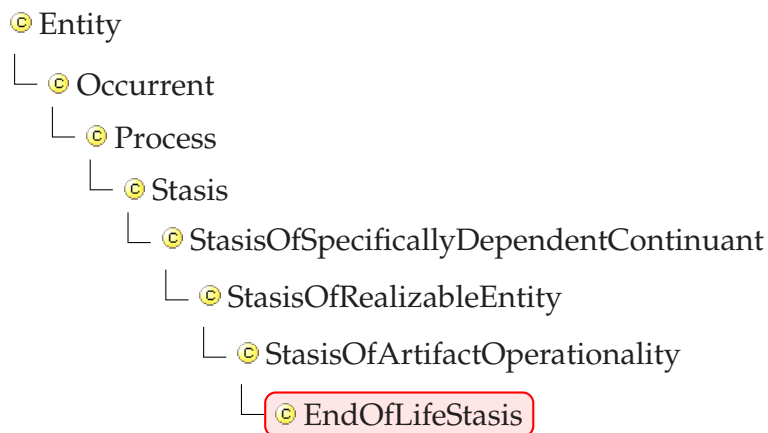 Entity
Occurrent
Process
Stasis
StasisOfSpecificallyDependentContinuant
StasisOfRealizableEntity
StasisOfArtifactOperationality
EndOfLifeStasis